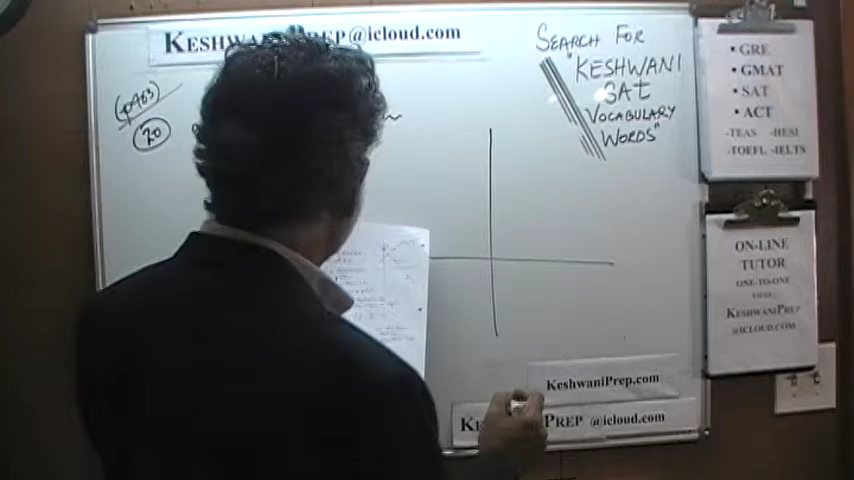 KESHWANI PREP@icloud.com
(p903)
20
SEARCH FOR
"KESHWANI
SAT
VOCABULARY
WORDS"
• GRE
• GMAT
• SAT
• ACT
-TEAS -HESI
-TOEFL -IELTS
ON-LINE
TUTOR
ONE-TO-ONE
KESHWANIPREP
@ICLOUD.COM
KeshwaniPrep.com
PREP @icloud.com